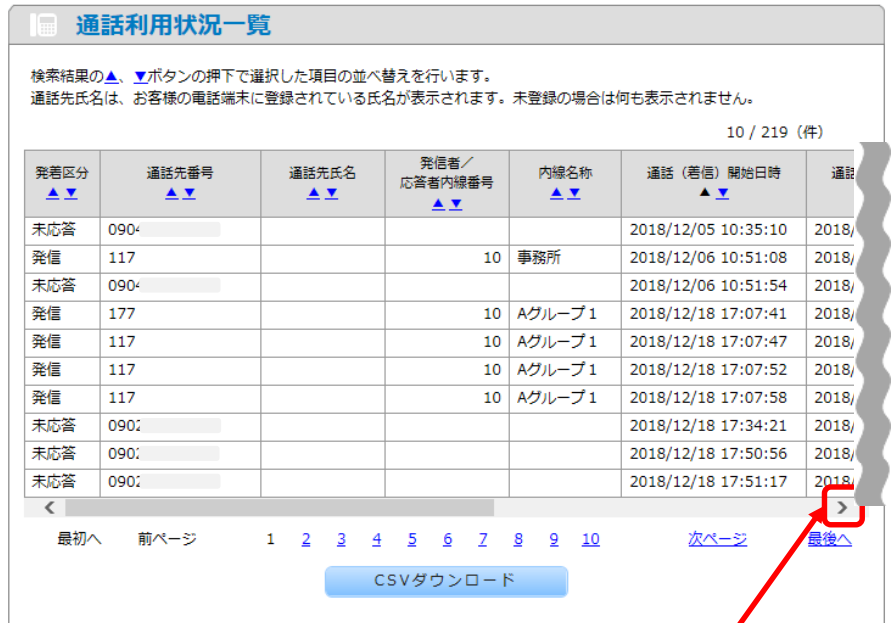 通話利用状況一覧
検索結果の▲、▼ボタンの押下で選択した項目の並べ替えを行います。
通話先氏名は、お客様の電話端末に登録されている氏名が表示されます。未登録の場合は何も表示されません。
10 / 219 （件）
発着区分 通話先番号 通話先氏名 発信者／応答者内線番号 内線名称 通話（着信）開始日時
▲ ▼ ▲ ▼ ▲ ▼ ▲ ▼ ▲ ▼ ▲ ▼
未応答 090 2018/12/05 10:35:10 2018/
発信 117 10 事務所 2018/12/06 10:51:08 2018/
未応答 090 2018/12/06 10:51:54 2018/
発信 177 10 Aグループ1 2018/12/18 17:07:41 2018/
発信 117 10 Aグループ1 2018/12/18 17:07:47 2018/
発信 117 10 Aグループ1 2018/12/18 17:07:52 2018/
発信 117 10 Aグループ1 2018/12/18 17:07:58 2018/
未応答 090 2018/12/18 17:34:21 2018/
未応答 090 2018/12/18 17:50:56 2018/
未応答 090 2018/12/18 17:51:17 2018/
最初へ 前ページ 1 2 3 4 5 6 7 8 9 10 次ページ 最後へ
CSVダウンロード